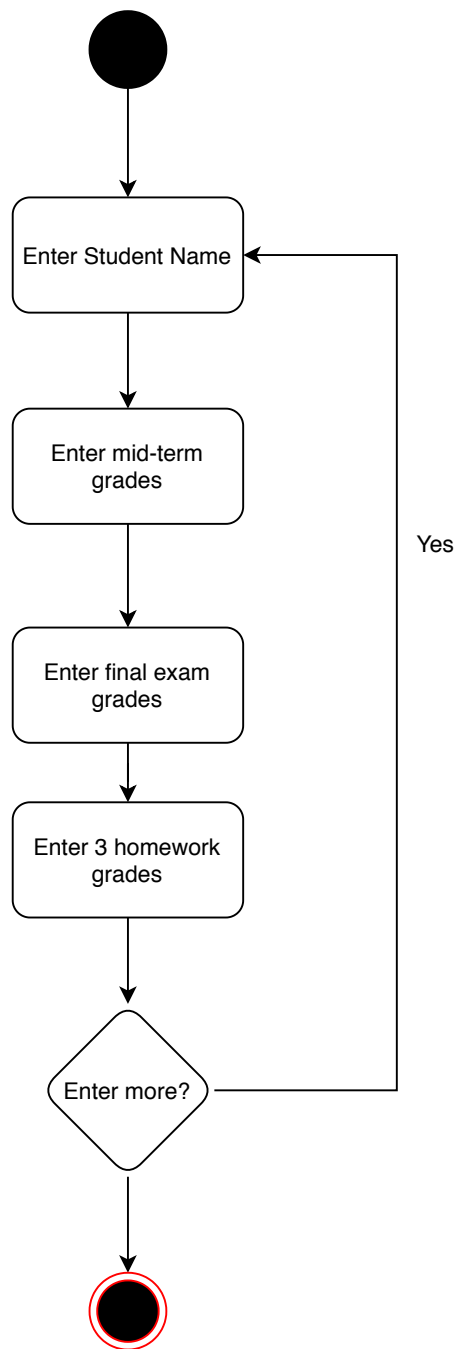 Enter Student Name
Enter mid-term
grades
Yes
Enter final exam
grades
Enter 3 homework
grades
Enter more?